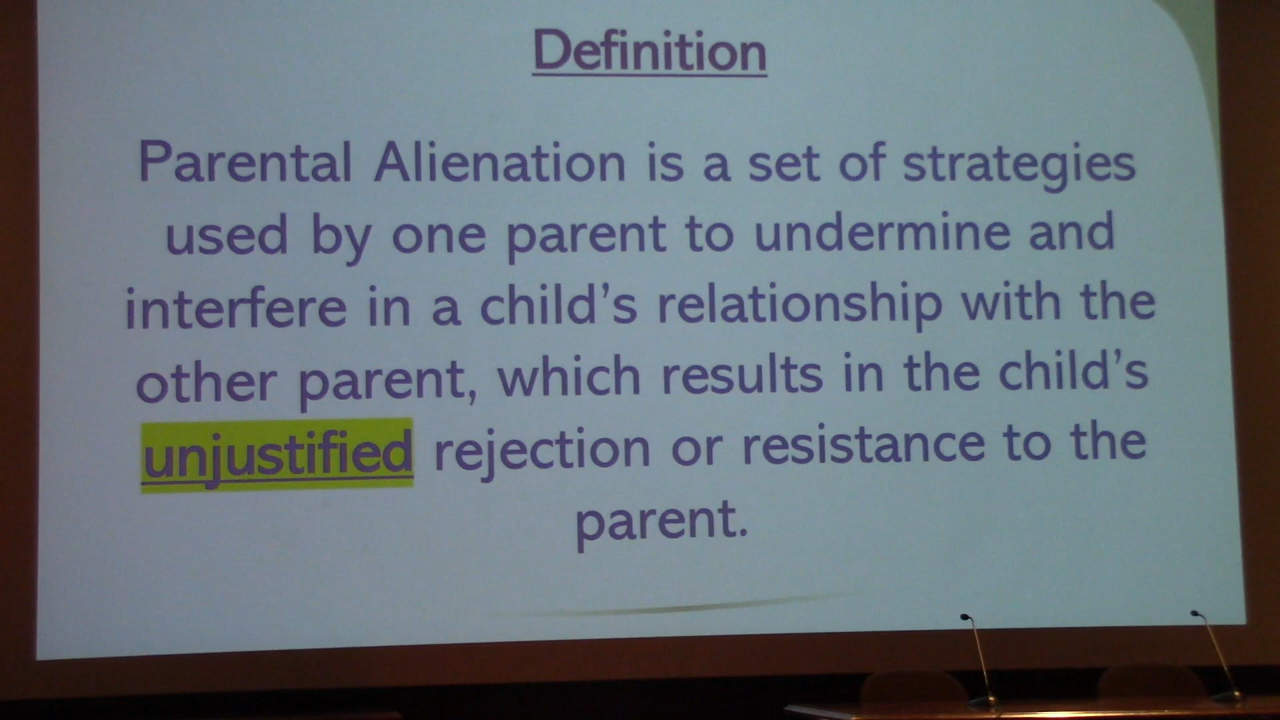 Definition
Parental Alienation is a set of strategies
used by one parent to undermine and
interfere in a child’s relationship with the
other parent, which results in the child’s
unjustified rejection or resistance to the
parent.